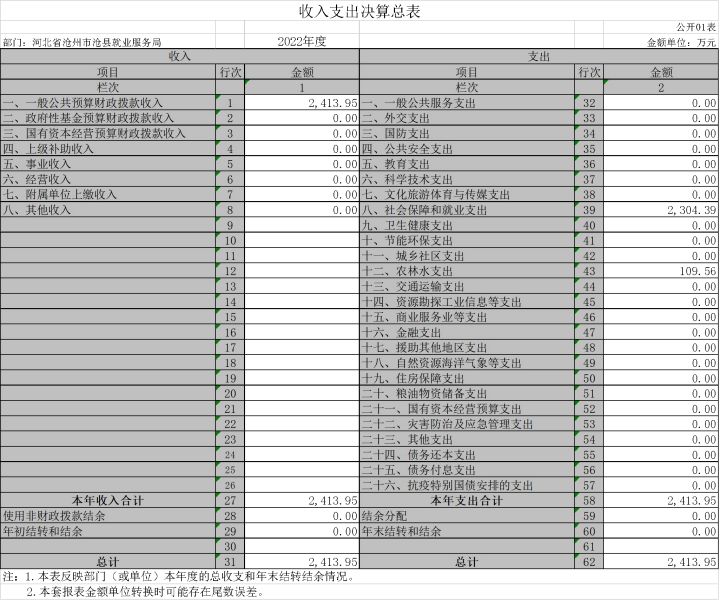 收入支出决算总表
公开01表
部门：河北省沧州市沧县就业服务局 2022年度 金额单位：万元
收入 支出
项目 行次 金额 项目 行次 金额
栏次 1 栏次 2
一、一般公共预算财政拨款收入 1 2,413.95 一、一般公共服务支出 32 0.00
二、政府性基金预算财政拨款收入 2 0.00 二、外交支出 33 0.00
三、国有资本经营预算财政拨款收入 3 0.00 三、国防支出 34 0.00
四、上级补助收入 4 0.00 四、公共安全支出 35 0.00
五、事业收入 5 0.00 五、教育支出 36 0.00
六、经营收入 6 0.00 六、科学技术支出 37 0.00
七、附属单位上缴收入 7 0.00 七、文化旅游体育与传媒支出 38 0.00
八、其他收入 8 0.00 八、社会保障和就业支出 39 2,304.39
9 九、卫生健康支出 40 0.00
10 十、节能环保支出 41 0.00
11 十一、城乡社区支出 42 0.00
12 十二、农林水支出 43 109.56
13 十三、交通运输支出 44 0.00
14 十四、资源勘探工业信息等支出 45 0.00
15 十五、商业服务业等支出 46 0.00
16 十六、金融支出 47 0.00
17 十七、援助其他地区支出 48 0.00
18 十八、自然资源海洋气象等支出 49 0.00
19 十九、住房保障支出 50 0.00
20 二十、粮油物资储备支出 51 0.00
21 二十一、国有资本经营预算支出 52 0.00
22 二十二、灾害防治及应急管理支出 53 0.00
23 二十三、其他支出 54 0.00
24 二十四、债务还本支出 55 0.00
25 二十五、债务付息支出 56 0.00
26 二十六、抗疫特别国债安排的支出 57 0.00
本年收入合计 27 2,413.95 本年支出合计 58 2,413.95
使用非财政拨款结余 28 0.00 结余分配 59 0.00
年初结转和结余 29 0.00 年末结转和结余 60 0.00
30 61
总计 31 2,413.95 总计 62 2,413.95
注：1.本表反映部门（或单位）本年度的总收支和年末结转结余情况。
2.本套报表金额单位转换时可能存在尾数误差。